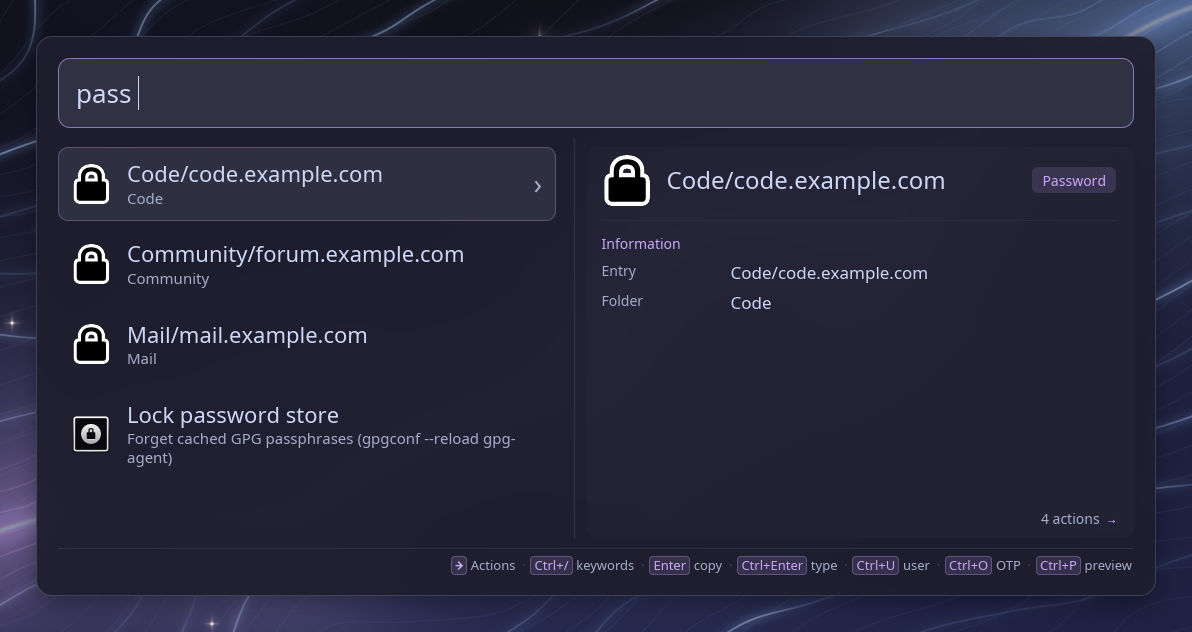 pass
Code/code.example.com
Code
Community/forum.example.com
Community
Mail/mail.example.com
Mail
Lock password store
Forget cached GPG passphrases (gpgconf --reload gpg-
agent)
Code/code.example.com
Password
Information
Entry Code/code.example.com
Folder Code
4 actions →
→ Actions · Ctrl+/ keywords · Enter copy · Ctrl+Enter type · Ctrl+U user · Ctrl+O OTP · Ctrl+P preview